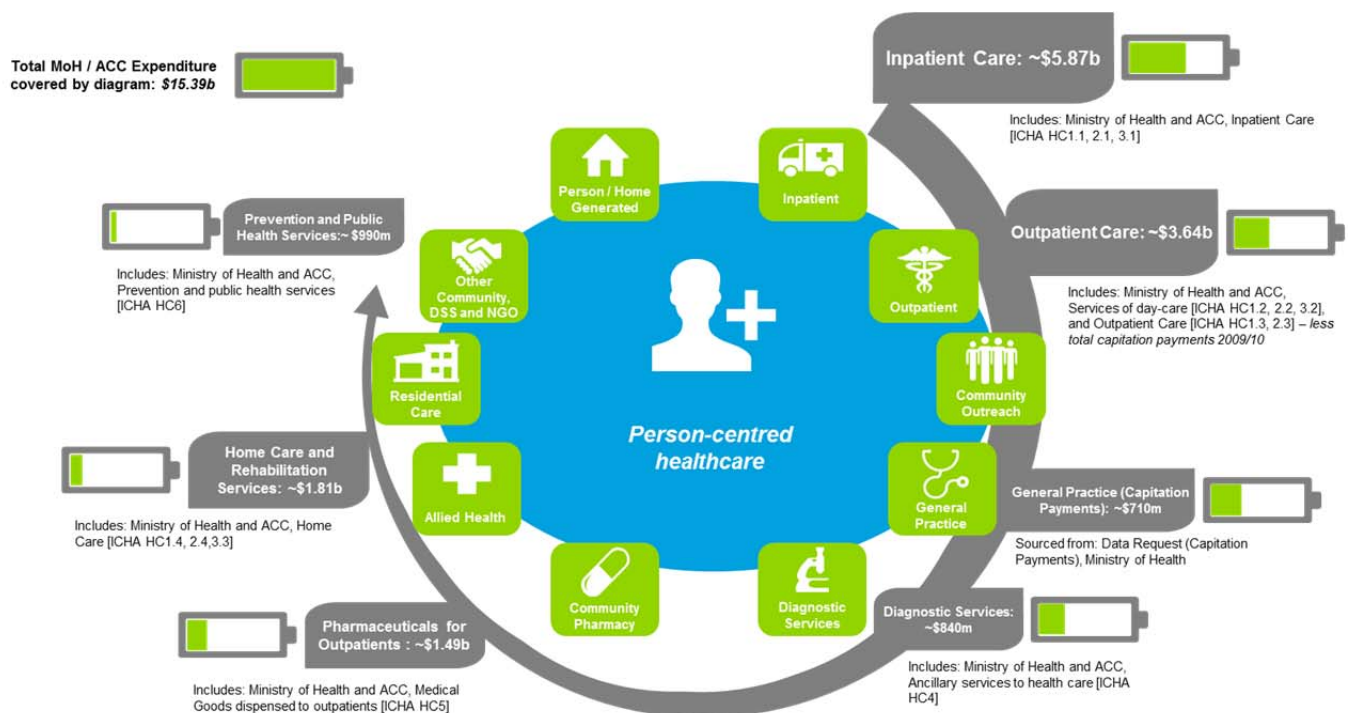 Total MoH / ACC Expenditure
covered by diagram: $15.39b
Inpatient Care: ~$5.87b
Includes: Ministry of Health and ACC, Inpatient Care
[ICHA HC1.1, 2.1, 3.1]
Person / Home
Generated
Inpatient
Prevention and Public
Health Services:~ $990m
Includes: Ministry of Health and ACC,
Prevention and public health services
[ICHA HC6]
Other
Community,
DSS and NGO
Outpatient
Outpatient Care: ~$3.64b
Includes: Ministry of Health and ACC,
Services of day-care [ICHA HC1.2, 2.2, 3.2],
and Outpatient Care [ICHA HC1.3, 2.3] – less
total capitation payments 2009/10
Residential
Care
Community
Outreach
Person-centred
healthcare
Home Care and
Rehabilitation
Services: ~$1.81b
Includes: Ministry of Health and ACC, Home
Care [ICHA HC1.4, 2.4,3.3]
Allied Health
General
Practice
General Practice (Capitation
Payments): ~$710m
Sourced from: Data Request (Capitation
Payments), Ministry of Health
Community
Pharmacy
Diagnostic
Services
Diagnostic Services:
~$840m
Includes: Ministry of Health and ACC,
Ancillary services to health care [ICHA
HC4]
Pharmaceuticals for
Outpatients : ~$1.49b
Includes: Ministry of Health and ACC, Medical
Goods dispensed to outpatients [ICHA HC5]